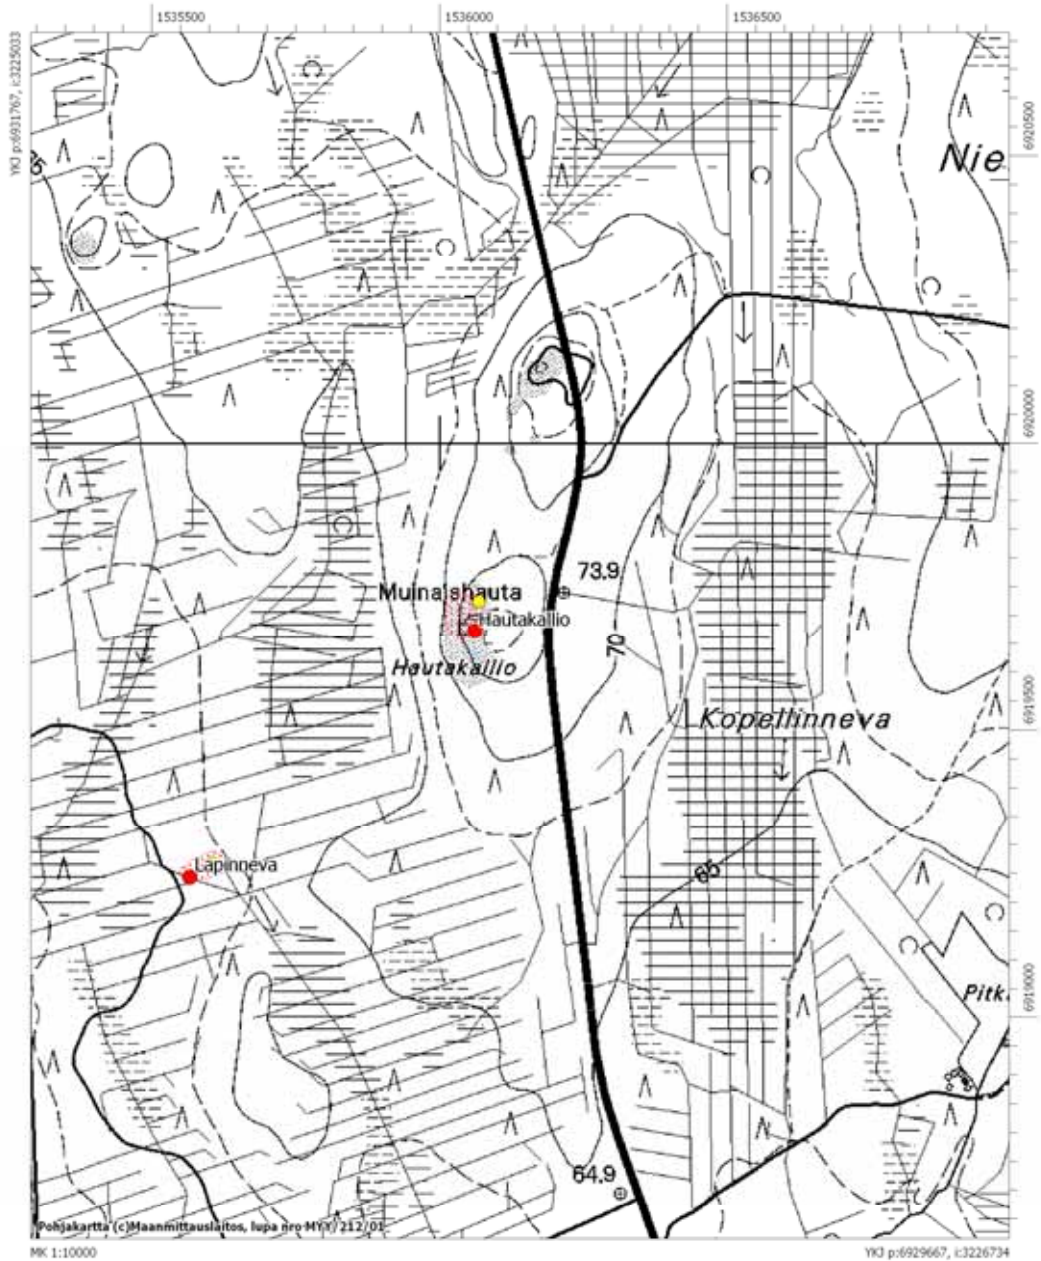 1535500
1536000
1536500
YKJ p:6931767, i:3225033
6920500
Nie
6920000
73.9
Muinaishauta
Hautakallio
Hautakallio
70
6919500
Kopellinneva
Lapinneva
65
6919000
Pitk
64.9
Pohjakartta (c)Maanmittauslaitos, lupa nro MYY/212/01
MK 1:10000
YKJ p:6929667, i:3226734